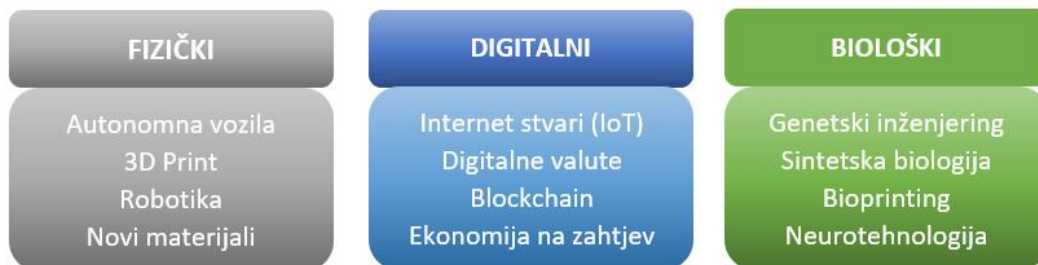 FIZIČKI
Autonomna vozila
3D Print
Robotika
Novi materijali
DIGITALNI
Internet stvari (IoT)
Digitalne valute
Blockchain
Ekonomija na zahtjev
BIOLOŠKI
Genetski inženjering
Sintetska biologija
Bioprinting
Neurotehnologija